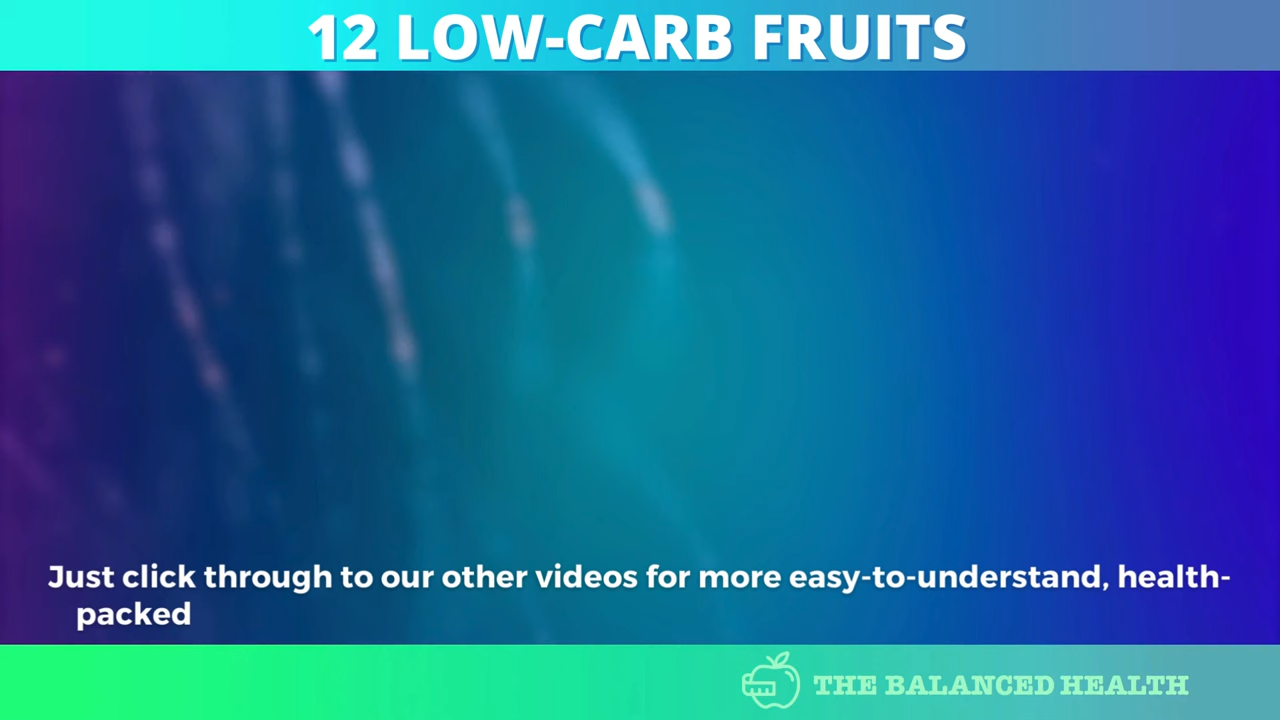 12 LOW-CARB FRUITS
Just click through to our other videos for more easy-to-understand, health-
packed
THE BALANCED HEALTH